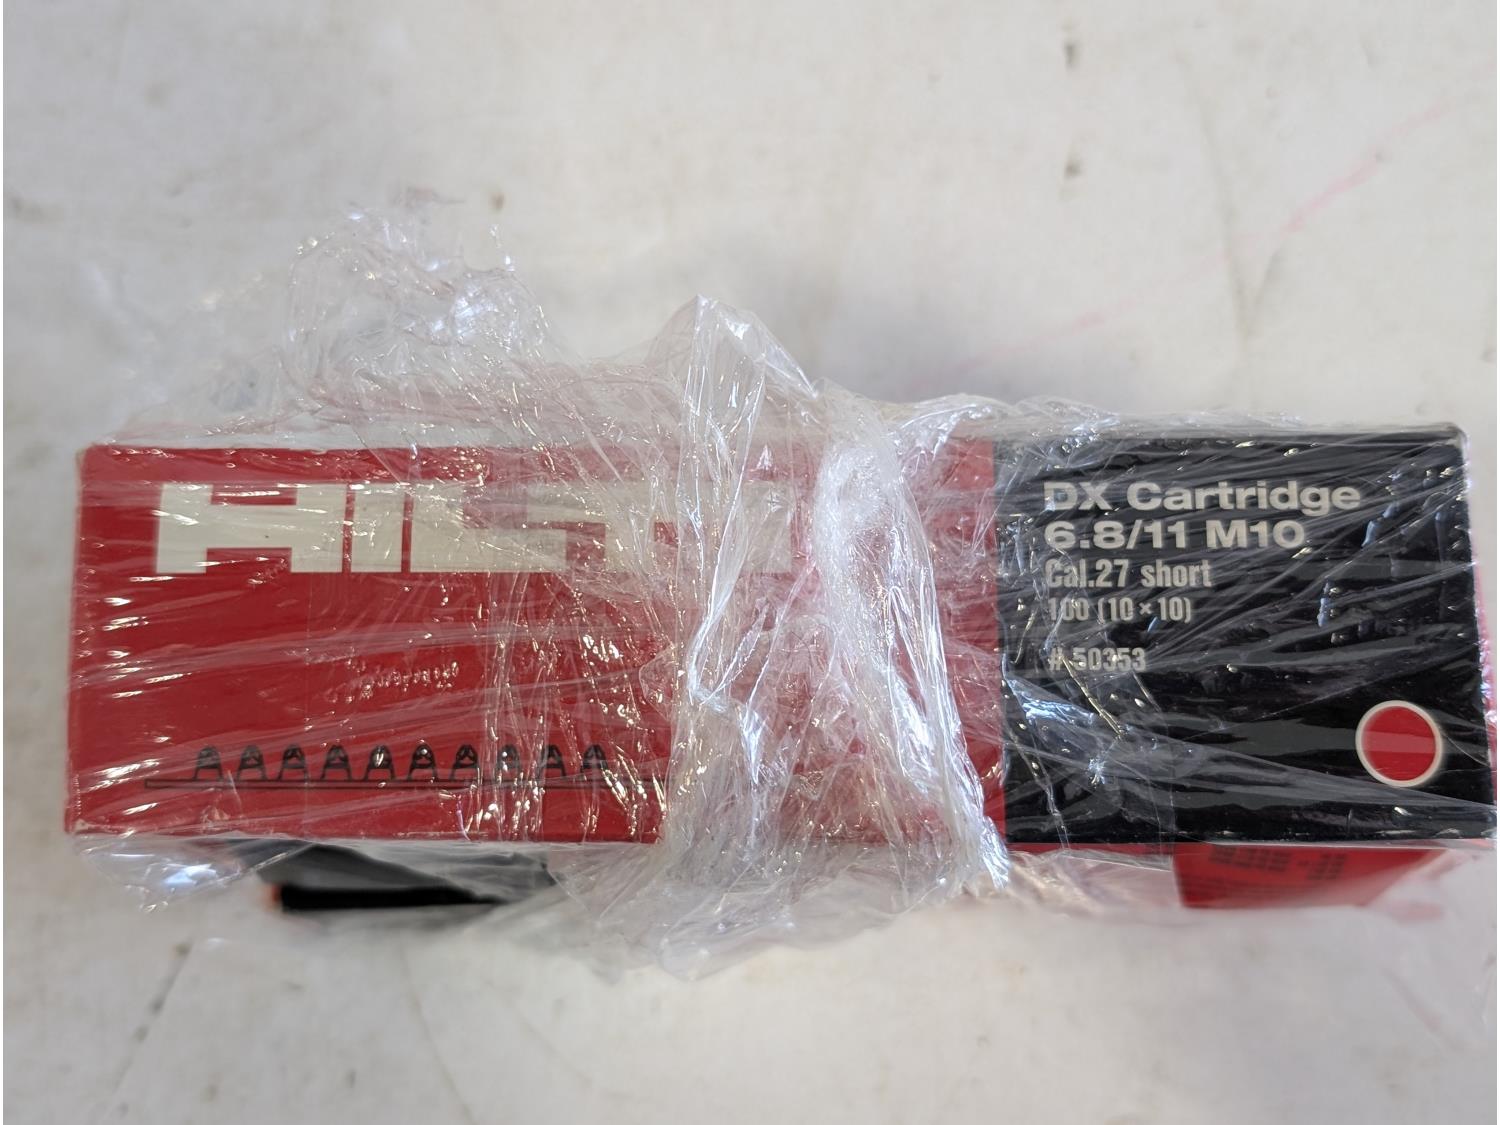 HILTI
DX Cartridge
6.8/11 M10
Cal.27 short
100 (10 × 10)
# 50353